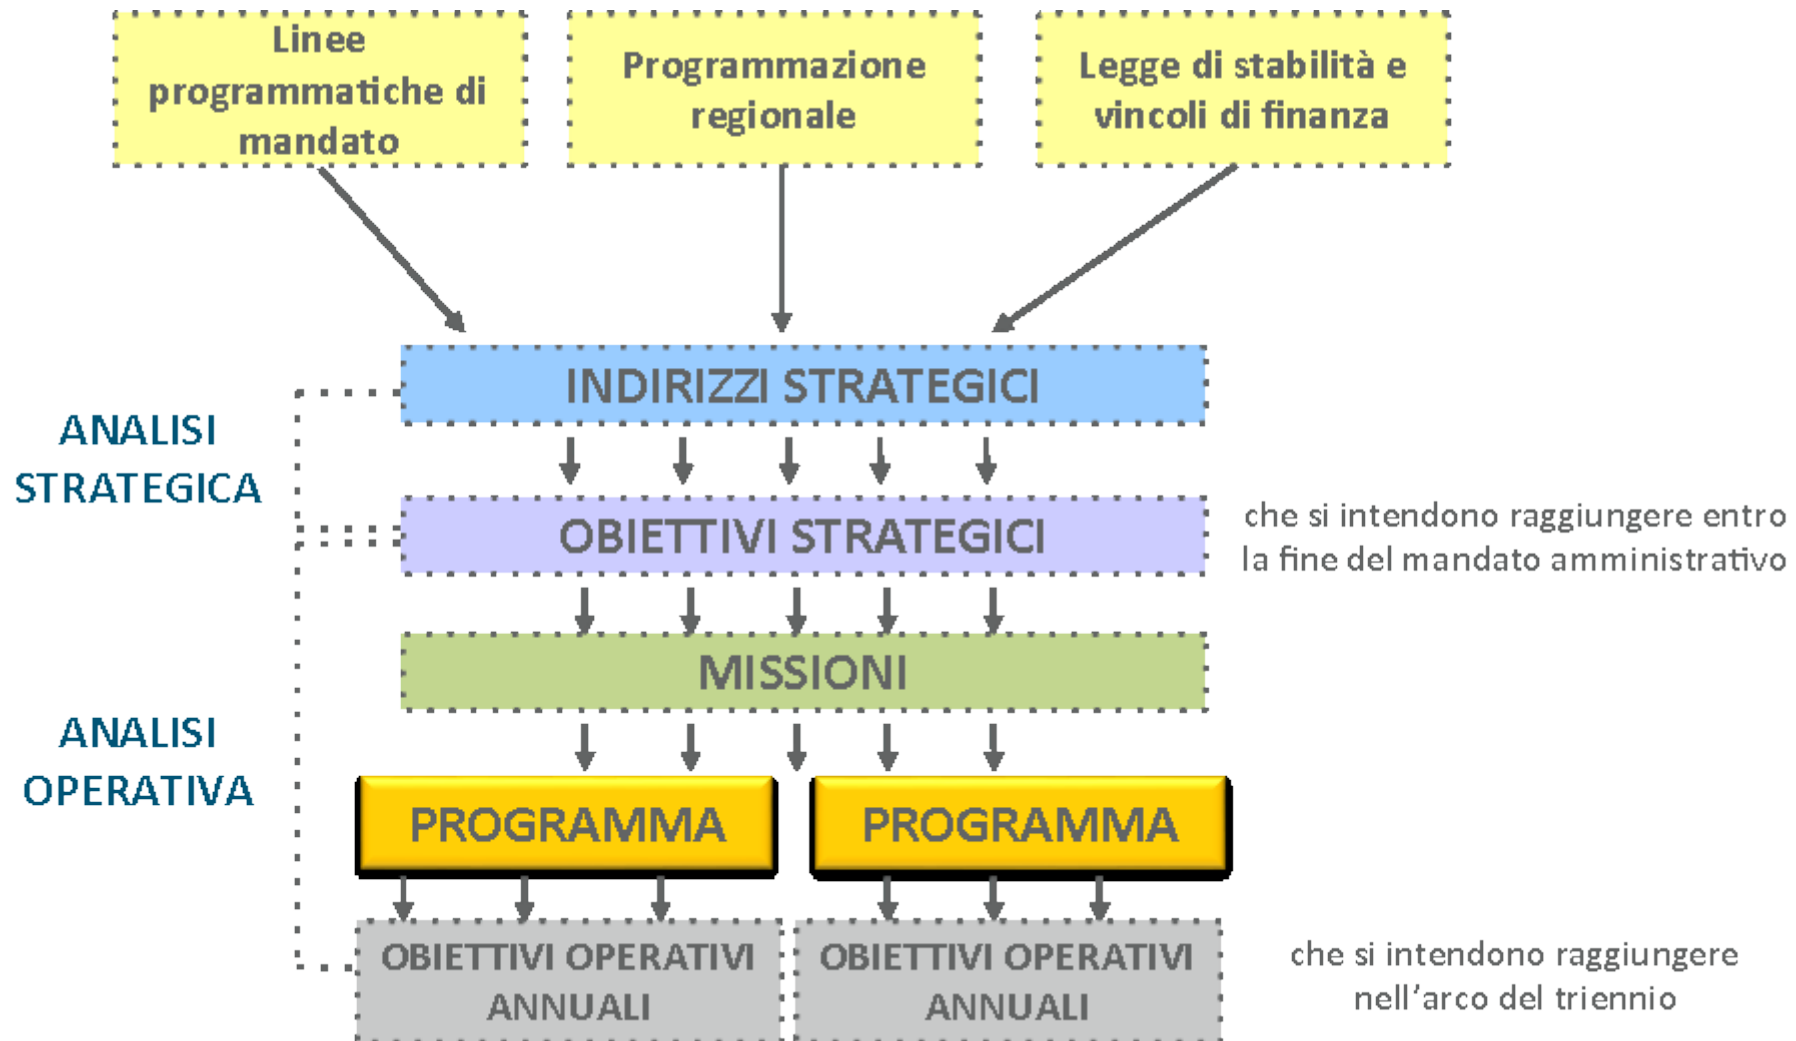 Linee
programmatiche di
mandato
Programmazione
regionale
Legge di stabilità e
vincoli di finanza
INDIRIZZI STRATEGICI
ANALISI
STRATEGICA
OBIETTIVI STRATEGICI
che si intendono raggiungere entro
la fine del mandato amministrativo
MISSIONI
ANALISI
OPERATIVA
PROGRAMMA
PROGRAMMA
OBIETTIVI OPERATIVI
ANNUALI
OBIETTIVI OPERATIVI
ANNUALI
che si intendono raggiungere
nell'arco del triennio